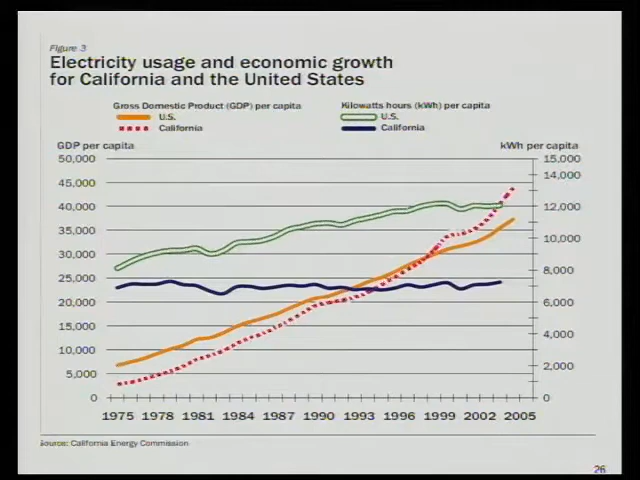 Figure 3
Electricity usage and economic growth
for California and the United States
Gross Domestic Product (GDP) per capita
U.S.
California
Kilowatts hours (kWh) per capita
U.S.
California
GDP per capita
kWh per capita
50,000
45,000
40,000
35,000
30,000
25,000
20,000
15,000
10,000
5,000
0
15,000
14,000
12,000
10,000
8,000
6,000
4,000
2,000
0
1975 1978 1981 1984 1987 1990 1993 1996 1999 2002 2005
Source: California Energy Commission
26